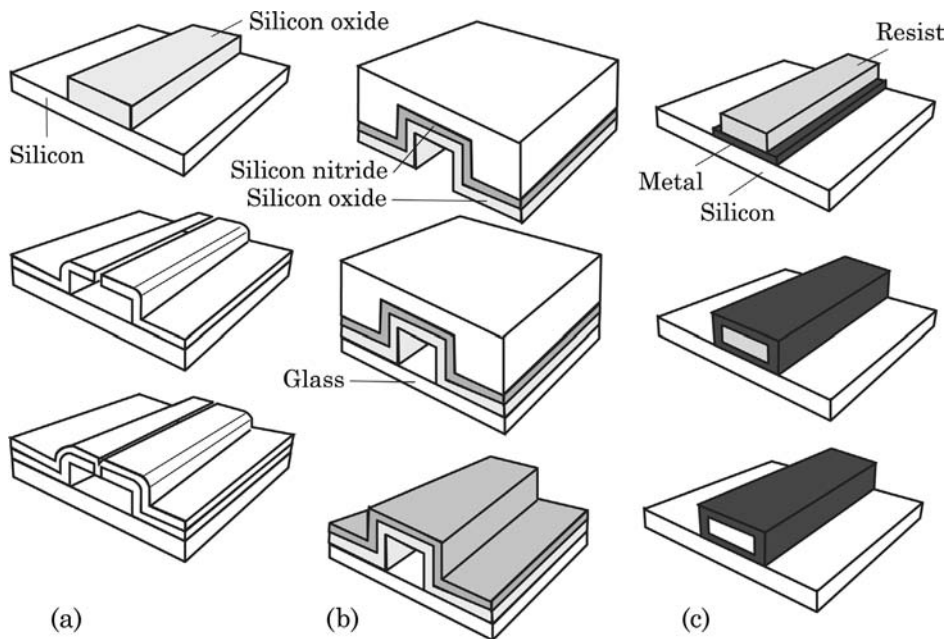 Silicon oxide
Silicon
Silicon nitride
Silicon oxide
Glass
Resist
Metal
Silicon
(a)
(b)
(c)